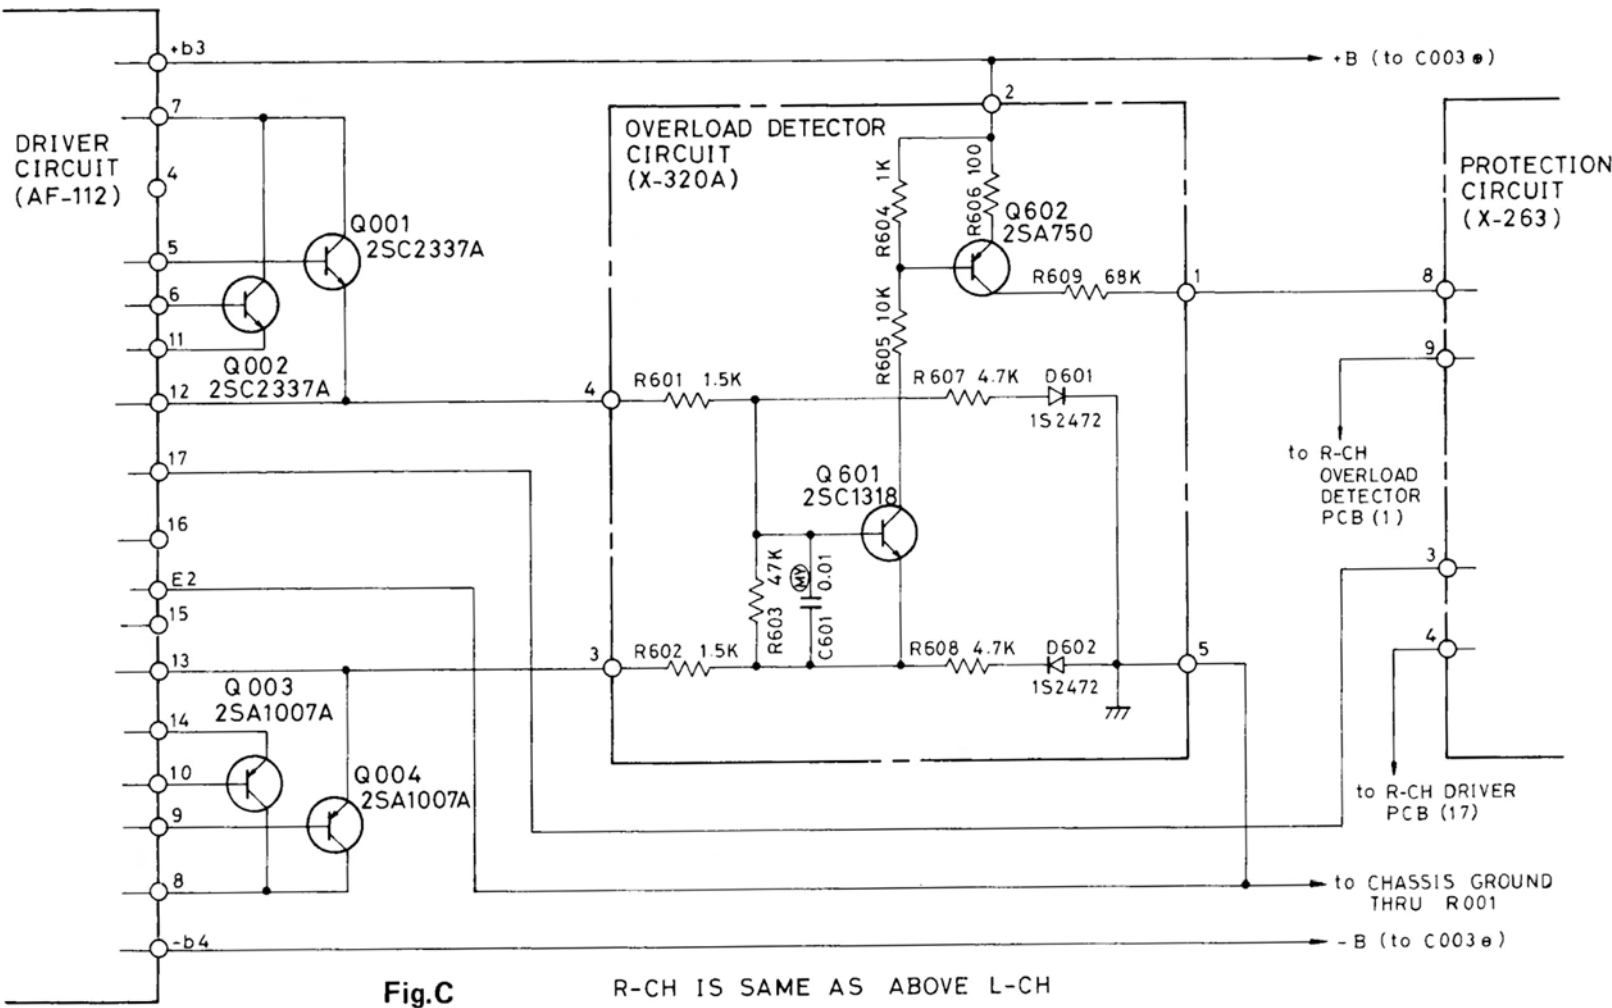 +b3
+B (to C003⊕)
7
2
DRIVER
CIRCUIT
(AF-112)
OVERLOAD DETECTOR
CIRCUIT
(X-320A)
PROTECTION
CIRCUIT
(X-263)
4
R604 1K
R606 100
Q602
2SA750
Q001
2SC2337A
5
R609 68K
1
8
6
R605 10K
11
9
Q002
2SC2337A
12
4
R601 1.5K
R607 4.7K
D601
1S2472
17
to R-CH
OVERLOAD
DETECTOR
PCB (1)
Q601
2SC1318
16
R603 47K
C601 MY 0.01
3
E2
15
13
3
R602 1.5K
R608 4.7K
D602
1S2472
5
4
Q003
2SA1007A
14
10
Q004
2SA1007A
9
to R-CH DRIVER
PCB (17)
8
to CHASSIS GROUND
THRU R001
-b4
-B (to C003⊖)
Fig.C
R-CH IS SAME AS ABOVE L-CH